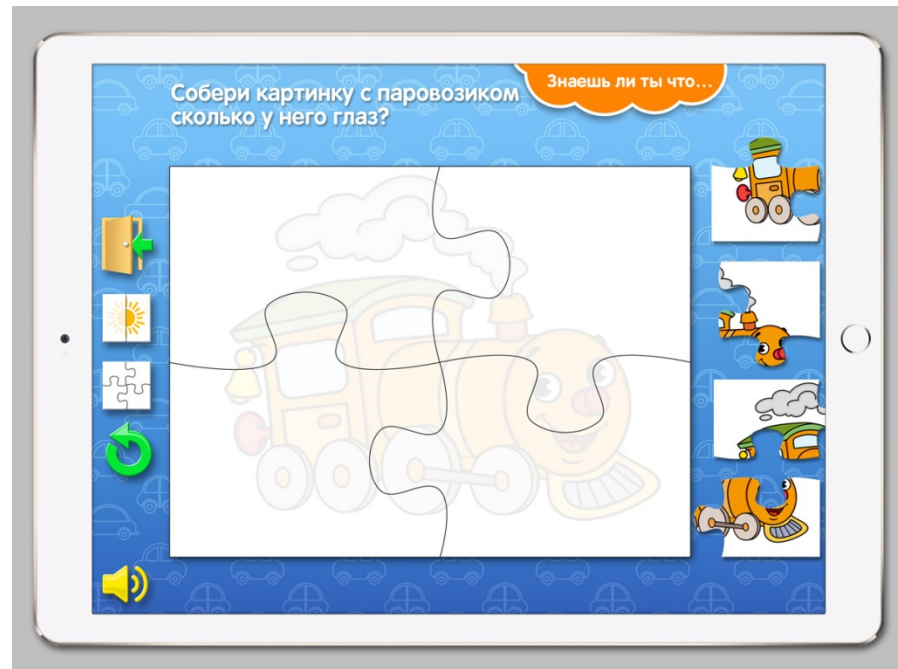 Знаешь ли ты что...
Собери картинку с паровозиком
сколько у него глаз?